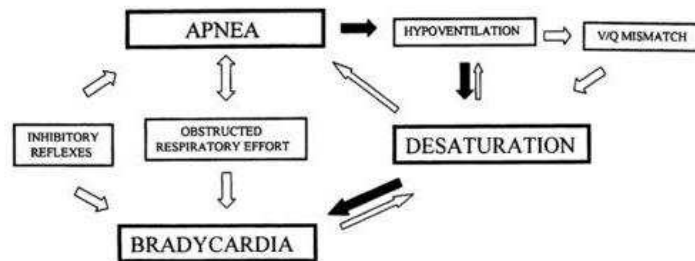 APNEA
HYPOVENTILATION
V/Q MISMATCH
INHIBITORY
REFLEXES
OBSTRUCTED
RESPIRATORY EFFORT
DESATURATION
BRADYCARDIA